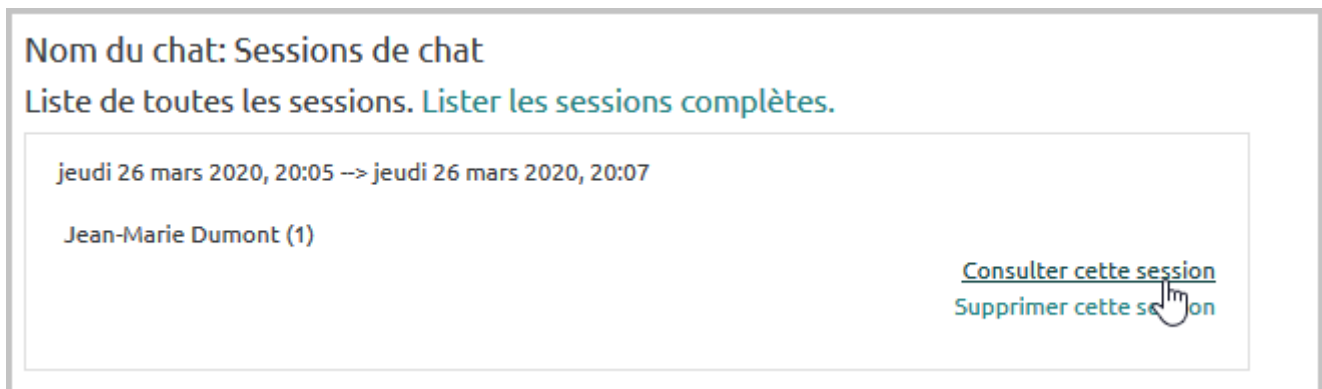 Nom du chat: Sessions de chat
Liste de toutes les sessions. Lister les sessions complètes.
jeudi 26 mars 2020, 20:05 --> jeudi 26 mars 2020, 20:07
Jean-Marie Dumont (1)
Consulter cette session
Supprimer cette session